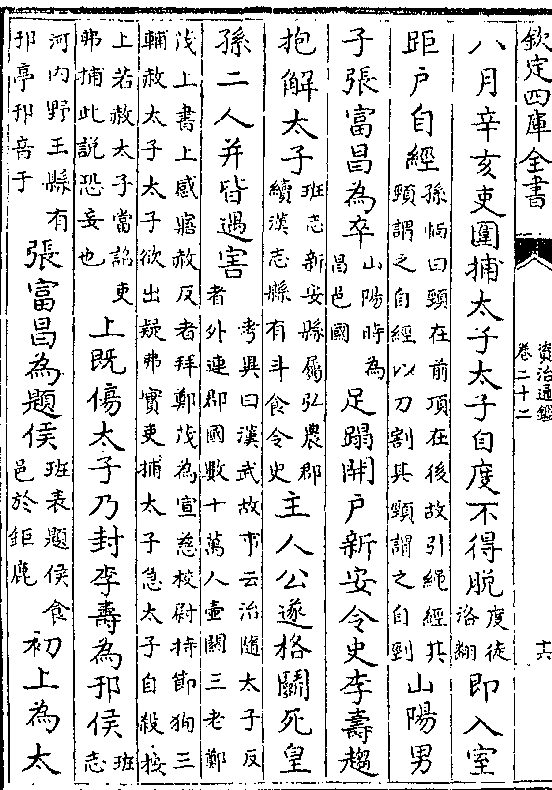 欽定四庫全書
資治通鑑
卷二十二
十六
八月辛亥吏圍捕太子太子自度不得脫度徒洛翻即入室
距戶自經孫愐曰頸在前項在後故引繩經其頸謂之自經以刀割其頸謂之自剄山陽男
子張富昌為卒山陽時為昌邑國足蹋開戶新安令史李壽趨
抱解太子班志新安縣屬弘農郡續漢志縣有斗食令史主人公遂格鬭死皇
孫二人并皆遇害考異曰漢武故事云治隨太子反者外連郡國數十萬人壺關三老鄭
茂上書上感寤赦反者拜鄭茂為宣慈校尉持節狥三輔赦太子太子欲出疑弗實吏捕太子急太子自殺按
上若赦太子當詔吏弗捕此説恐妄也上既傷太子乃封李壽為邘侯班志
河内野王縣有邘亭邘音于張富昌為題侯班表題侯食邑於鉅鹿初上為太